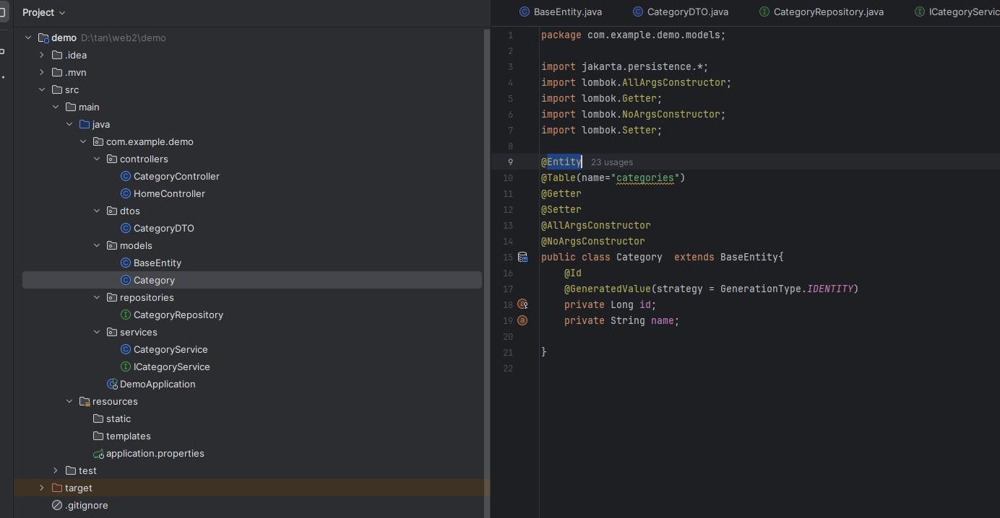 Project
demo D:\tan\web2\demo
.idea
.mvn
src
main
java
com.example.demo
controllers
CategoryController
HomeController
dtos
CategoryDTO
models
BaseEntity
Category
repositories
CategoryRepository
services
CategoryService
ICategoryService
DemoApplication
resources
static
templates
application.properties
test
target
.gitignore
BaseEntity.java CategoryDTO.java CategoryRepository.java ICategoryServic
1 package com.example.demo.models;
2
3 import jakarta.persistence.*;
4 import lombok.AllArgsConstructor;
5 import lombok.Getter;
6 import lombok.NoArgsConstructor;
7 import lombok.Setter;
8
9 @Entity 23 usages
10 @Table(name="categories")
11 @Getter
12 @Setter
13 @AllArgsConstructor
14 @NoArgsConstructor
15 public class Category  extends BaseEntity{
16 @Id
17 @GeneratedValue(strategy = GenerationType.IDENTITY)
18 private Long id;
19 private String name;
20
21 }
22